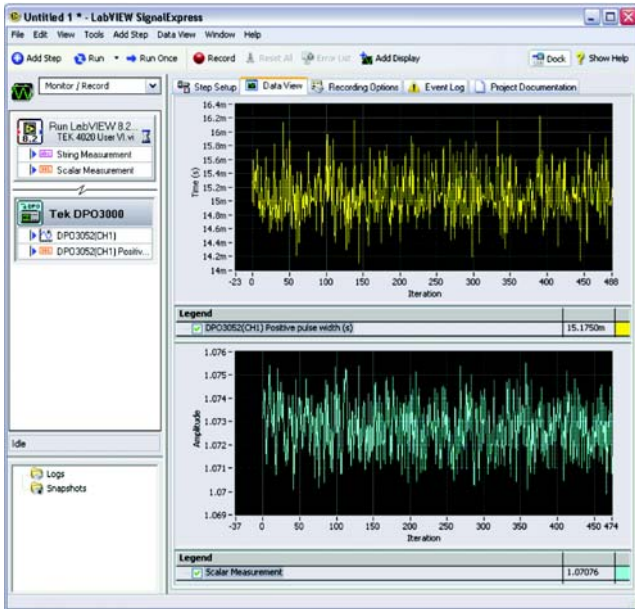 Untitled 1 * - LabVIEW SignalExpress
File Edit View Tools Add Step Data View Window Help
Add Step Run Run Once Record Reset All Error List Add Display Dock Show Help
Monitor / Record
Step Setup Data View Recording Options Event Log Project Documentation
Run LabVIEW 8.2...
TEK 4020 User VI.vi
8.2
String Measurement
Scalar Measurement
Tek DPO3000
DPO3052(CH1)
DPO3052(CH1) Positiv...
Idle
Logs
Snapshots
Time (s)
16.4m
16.2m
16m
15.8m
15.6m
15.4m
15.2m
15m
14.8m
14.6m
14.4m
14.2m
14m
-23 0 50 100 150 200 250 300 350 400 450 488
Iteration
Legend
DPO3052(CH1) Positive pulse width (s) 15.1750m
Amplitude
1.076
1.075
1.074
1.073
1.072
1.071
1.07
1.069
-37 0 50 100 150 200 250 300 350 400 450 474
Iteration
Legend
Scalar Measurement 1.07076